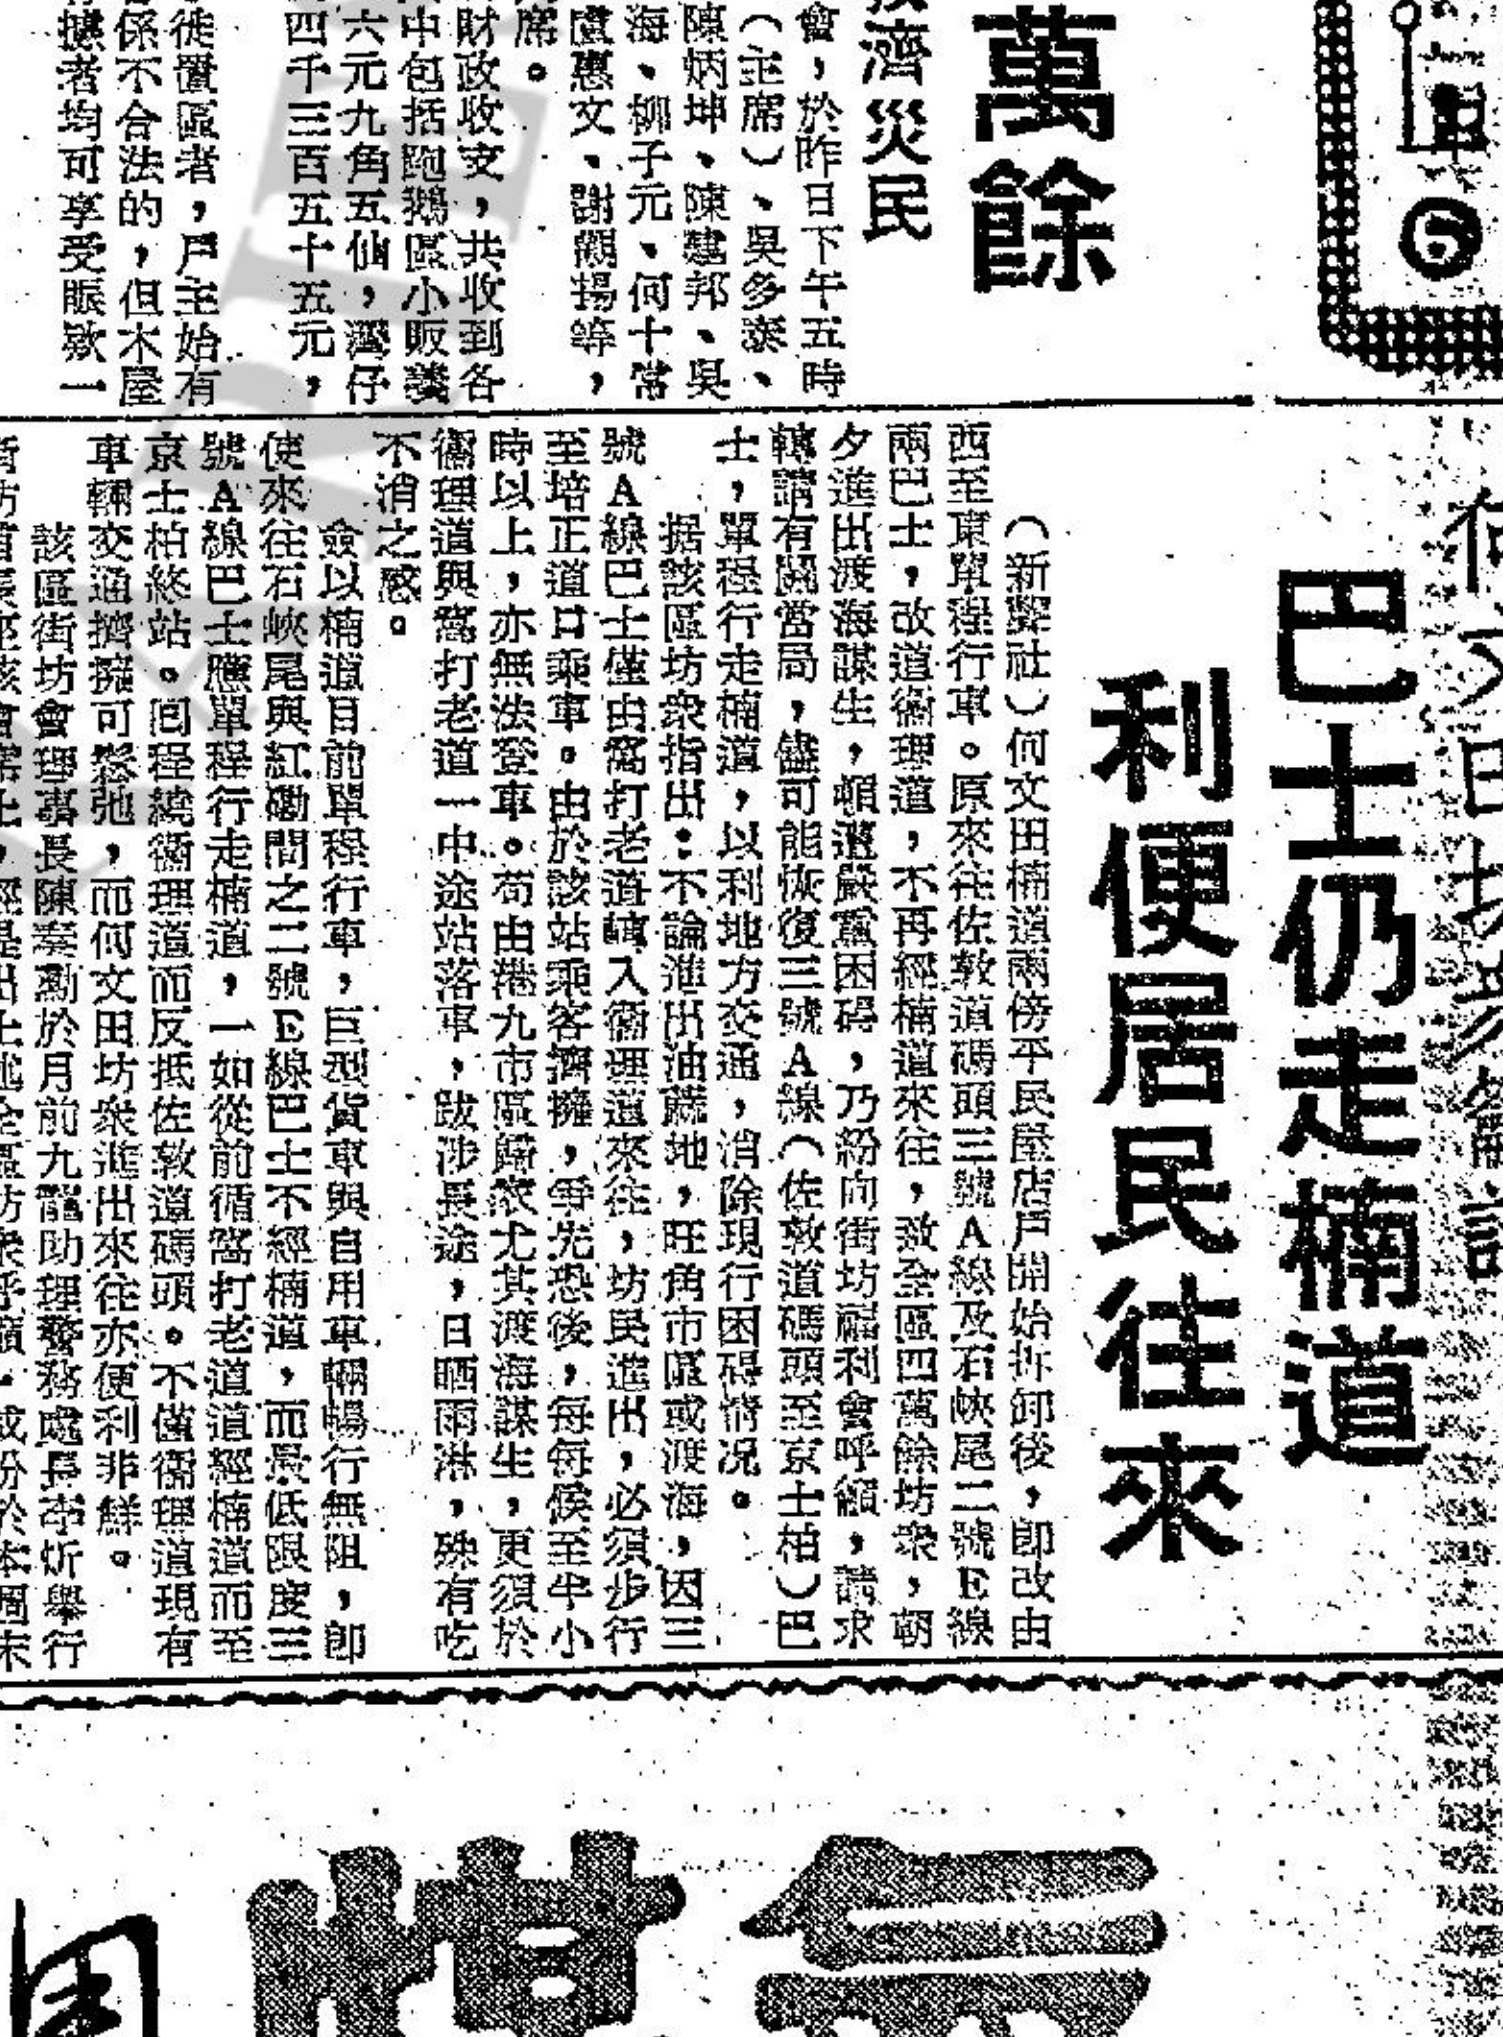 萬餘
救濟災民
會，於昨日下午五時
（主席）、吳多泰、
陳炳坤、陳建邦、吳
海、柳子元、何十常
盧惠文、謝觀揚等，
席。
財政收支，共收到各
中包括跑鵝區小販義
六元九角五仙，灣仔
四千三百五十五元，
徙置區者，戶主始有
係不合法的，但木屋
據者均可享受賑欵一
何文田坊衆籲請
巴士仍走楠道
利便居民往來
（新聲社）何文田楠道兩傍平民屋店戶開始拆卸後，卽改由
西至東單程行車。原來往佐敦道碼頭三號A線及石峽尾二號E線
兩巴士，改道衞理道，不再經楠道來往，致全區四萬餘坊衆，朝
夕進出渡海謀生，頓遭嚴重困碍，乃紛向街坊福利會呼籲，請求
轉請有關當局，儘可能恢復三號A線（佐敦道碼頭至京士柏）巴
士，單程行走楠道，以利地方交通，消除現行困碍情况。
据該區坊衆指出：不論進出油蔴地，旺角市區或渡海，因三
號A線巴士僅由窩打老道轉入衞理道來往，坊民進出，必須步行
至培正道口乘車。由於該站乘客擠擁，爭先恐後，每每候至半小
時以上，亦無法登車。苟由港九市區歸家尤其渡海謀生，更須於
衞理道與窩打老道一中途站落車，跋涉長途，日晒雨淋，殊有吃
不消之感。
僉以楠道目前單程行車，巨型貨車與自用車輛暢行無阻，卽
使來往石峽尾與紅磡間之二號E線巴士不經楠道，而最低限度三
號A線巴士應單程行走楠道，一如從前循窩打老道經楠道而至
京士柏終站。囘程繞衞理道而反抵佐敦道碼頭。不僅衞理道現有
車輛交通擠擁可鬆弛，而何文田坊衆進出來往亦便利非鮮。
該區街坊會理事長陳奏勳於月前九龍助理警務處長李忻舉行